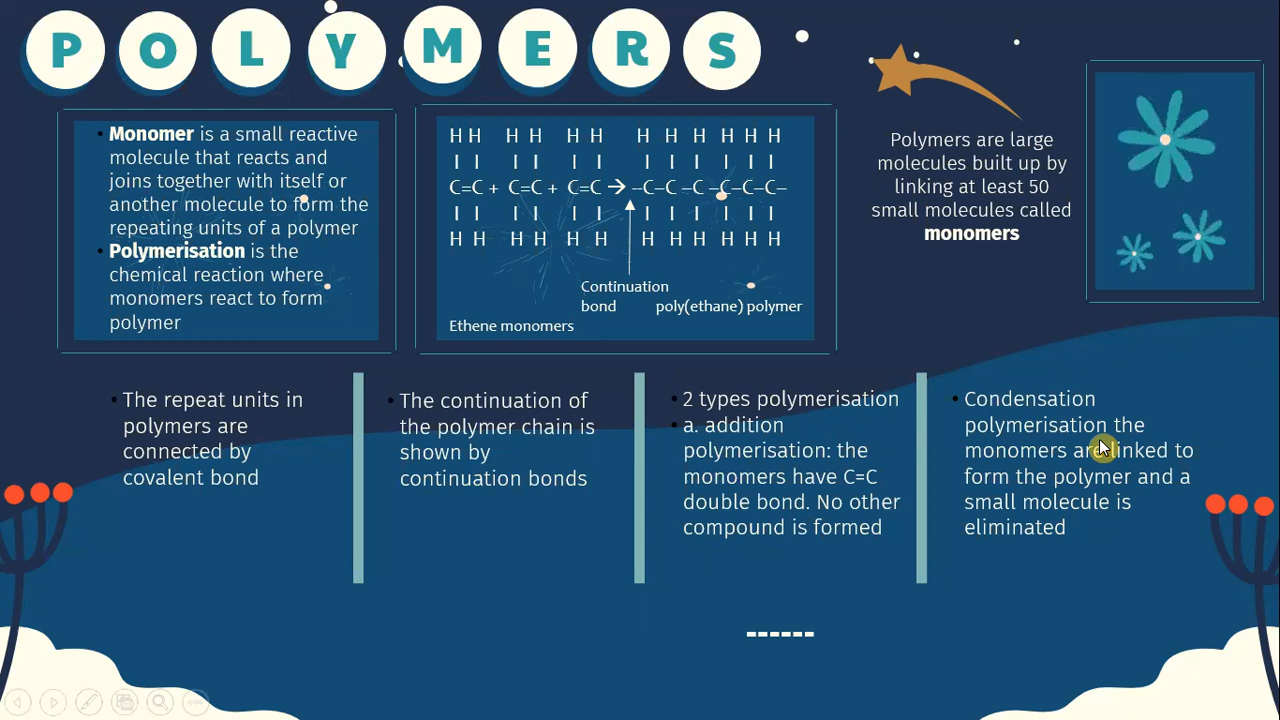 POLYMERS
• Monomer is a small reactive
molecule that reacts and
joins together with itself or
another molecule to form the
repeating units of a polymer
• Polymerisation is the
chemical reaction where
monomers react to form
polymer
H H H H H H H H H H H H
I I I I I I I I I I I I
C=C + C=C + C=C → –C–C –C –C–C–C–
I I I I I I I I I I I I
H H H H H H H H H H H H
Continuation
bond poly(ethane) polymer
Ethene monomers
Polymers are large
molecules built up by
linking at least 50
small molecules called
monomers
• The repeat units in
polymers are
connected by
covalent bond
• The continuation of
the polymer chain is
shown by
continuation bonds
• 2 types polymerisation
• a. addition
polymerisation: the
monomers have C=C
double bond. No other
compound is formed
• Condensation
polymerisation the
monomers are linked to
form the polymer and a
small molecule is
eliminated